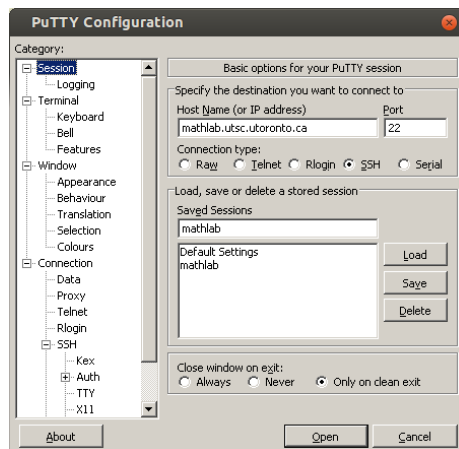 PuTTY Configuration
Category:
Session
Logging
Terminal
Keyboard
Bell
Features
Window
Appearance
Behaviour
Translation
Selection
Colours
Connection
Data
Proxy
Telnet
Rlogin
SSH
Kex
Auth
TTY
X11
Basic options for your PuTTY session
Specify the destination you want to connect to
Host Name (or IP address) Port
mathlab.utsc.utoronto.ca 22
Connection type:
Raw Telnet Rlogin SSH Serial
Load, save or delete a stored session
Saved Sessions
mathlab
Default Settings
mathlab
Load
Save
Delete
Close window on exit:
Always Never Only on clean exit
About Open Cancel